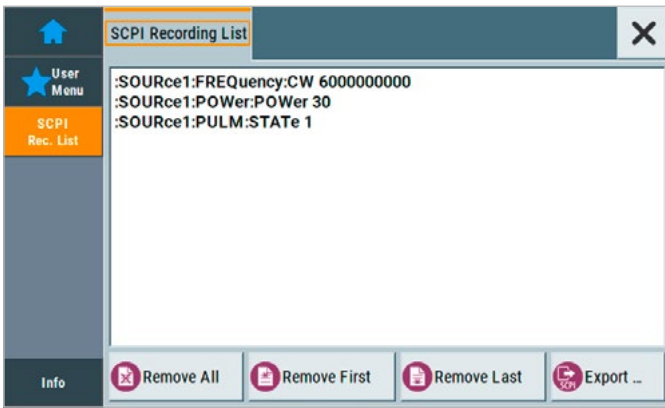 SCPI Recording List
User
Menu
SCPI
Rec. List
:SOURce1:FREQuency:CW 6000000000
:SOURce1:POWer:POWer 30
:SOURce1:PULM:STATe 1
Info
Remove All
Remove First
Remove Last
SCPI
Export ...